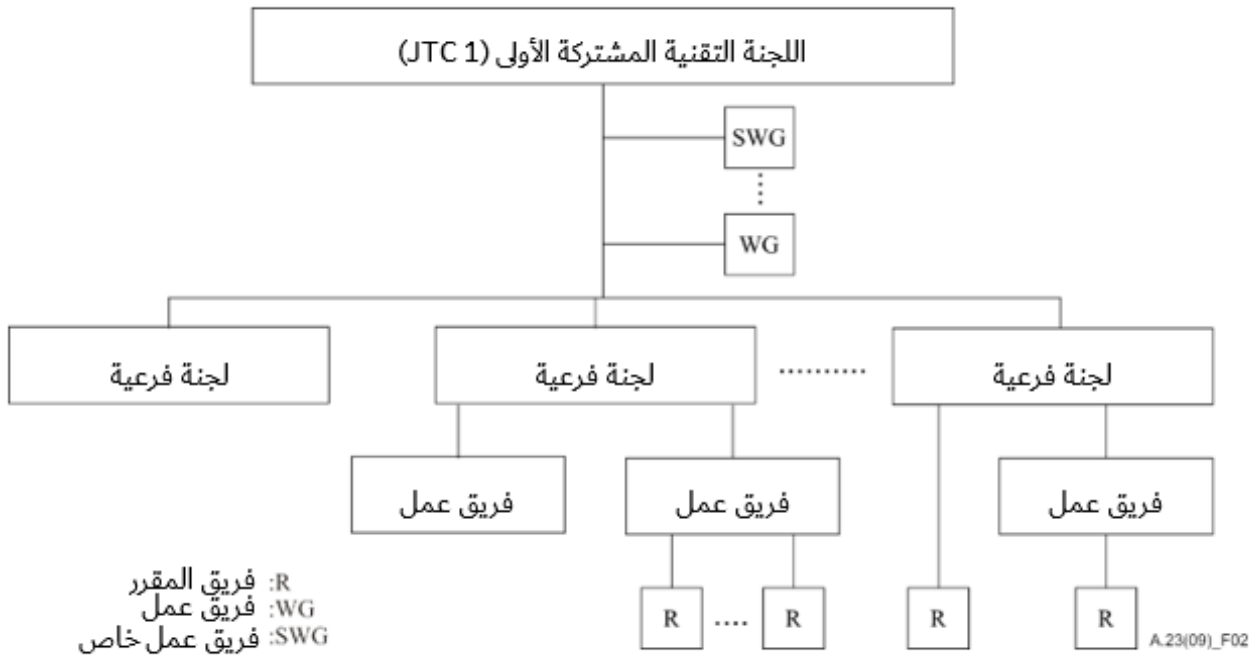 اللجنة التقنية المشتركة الأولى (JTC 1)
SWG
WG
لجنة فرعية
..........
لجنة فرعية
لجنة فرعية
فريق عمل
فريق عمل
فريق عمل
R
R
....
R
R
R: فريق المقرر
WG: فريق عمل
SWG: فريق عمل خاص
A.23(09)_F02